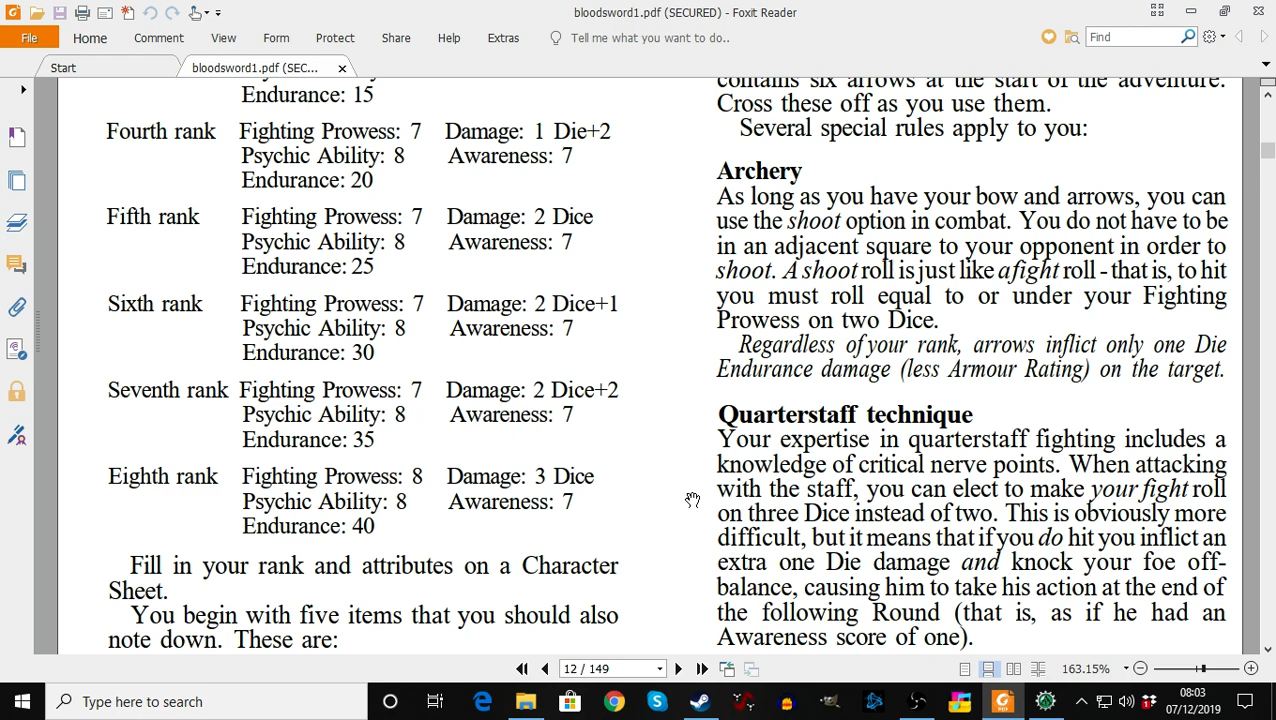 bloodsword1.pdf (SECURED) - Foxit Reader
File Home Comment View Form Protect Share Help Extras Tell me what you want to do.. Find
Start bloodsword1.pdf (SEC...
Endurance: 15
Fourth rank Fighting Prowess: 7 Damage: 1 Die+2
Psychic Ability: 8 Awareness: 7
Endurance: 20
Fifth rank Fighting Prowess: 7 Damage: 2 Dice
Psychic Ability: 8 Awareness: 7
Endurance: 25
Sixth rank Fighting Prowess: 7 Damage: 2 Dice+1
Psychic Ability: 8 Awareness: 7
Endurance: 30
Seventh rank Fighting Prowess: 7 Damage: 2 Dice+2
Psychic Ability: 8 Awareness: 7
Endurance: 35
Eighth rank Fighting Prowess: 8 Damage: 3 Dice
Psychic Ability: 8 Awareness: 7
Endurance: 40
Fill in your rank and attributes on a Character
Sheet.
You begin with five items that you should also
note down. These are:
contains six arrows at the start of the adventure.
Cross these off as you use them.
Several special rules apply to you:
Archery
As long as you have your bow and arrows, you can
use the shoot option in combat. You do not have to be
in an adjacent square to your opponent in order to
shoot. A shoot roll is just like a fight roll - that is, to hit
you must roll equal to or under your Fighting
Prowess on two Dice.
Regardless of your rank, arrows inflict only one Die
Endurance damage (less Armour Rating) on the target.
Quarterstaff technique
Your expertise in quarterstaff fighting includes a
knowledge of critical nerve points. When attacking
with the staff, you can elect to make your fight roll
on three Dice instead of two. This is obviously more
difficult, but it means that if you do hit you inflict an
extra one Die damage and knock your foe off-
balance, causing him to take his action at the end of
the following Round (that is, as if he had an
Awareness score of one).
12 / 149
163.15%
Type here to search
08:03
07/12/2019